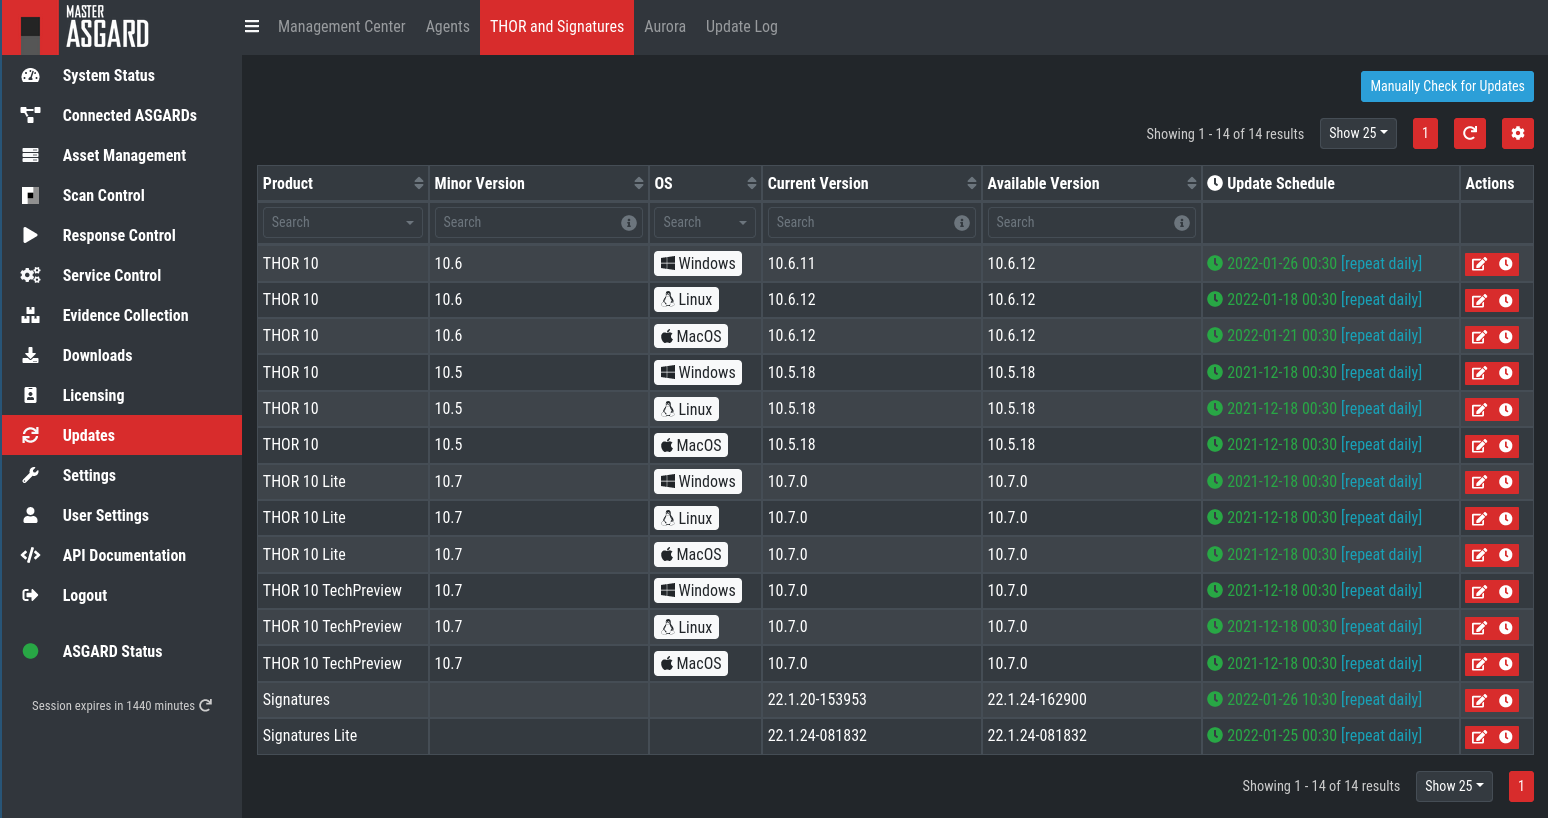 MASTER
ASGARD
Management Center Agents THOR and Signatures Aurora Update Log
System Status
Connected ASGARDs
Asset Management
Scan Control
Response Control
Service Control
Evidence Collection
Downloads
Licensing
Updates
Settings
User Settings
API Documentation
Logout
ASGARD Status
Session expires in 1440 minutes
Manually Check for Updates
Showing 1 - 14 of 14 results Show 25 1
Product Minor Version OS Current Version Available Version Update Schedule Actions
Search Search Search Search Search
THOR 10 10.6 Windows 10.6.11 10.6.12 2022-01-26 00:30 [repeat daily]
THOR 10 10.6 Linux 10.6.12 10.6.12 2022-01-18 00:30 [repeat daily]
THOR 10 10.6 MacOS 10.6.12 10.6.12 2022-01-21 00:30 [repeat daily]
THOR 10 10.5 Windows 10.5.18 10.5.18 2021-12-18 00:30 [repeat daily]
THOR 10 10.5 Linux 10.5.18 10.5.18 2021-12-18 00:30 [repeat daily]
THOR 10 10.5 MacOS 10.5.18 10.5.18 2021-12-18 00:30 [repeat daily]
THOR 10 Lite 10.7 Windows 10.7.0 10.7.0 2021-12-18 00:30 [repeat daily]
THOR 10 Lite 10.7 Linux 10.7.0 10.7.0 2021-12-18 00:30 [repeat daily]
THOR 10 Lite 10.7 MacOS 10.7.0 10.7.0 2021-12-18 00:30 [repeat daily]
THOR 10 TechPreview 10.7 Windows 10.7.0 10.7.0 2021-12-18 00:30 [repeat daily]
THOR 10 TechPreview 10.7 Linux 10.7.0 10.7.0 2021-12-18 00:30 [repeat daily]
THOR 10 TechPreview 10.7 MacOS 10.7.0 10.7.0 2021-12-18 00:30 [repeat daily]
Signatures 22.1.20-153953 22.1.24-162900 2022-01-26 10:30 [repeat daily]
Signatures Lite 22.1.24-081832 22.1.24-081832 2022-01-25 00:30 [repeat daily]
Showing 1 - 14 of 14 results Show 25 1